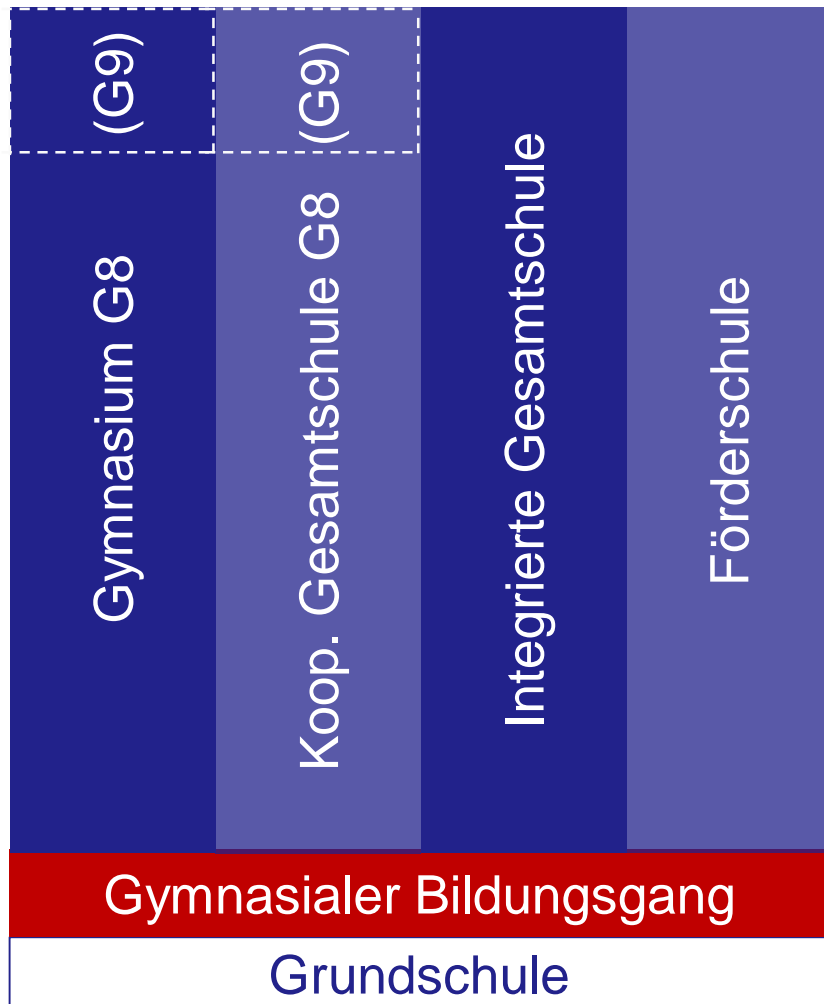 (G9)
(G9)
Gymnasium G8
Koop. Gesamtschule G8
Integrierte Gesamtschule
Förderschule
Gymnasialer Bildungsgang
Grundschule